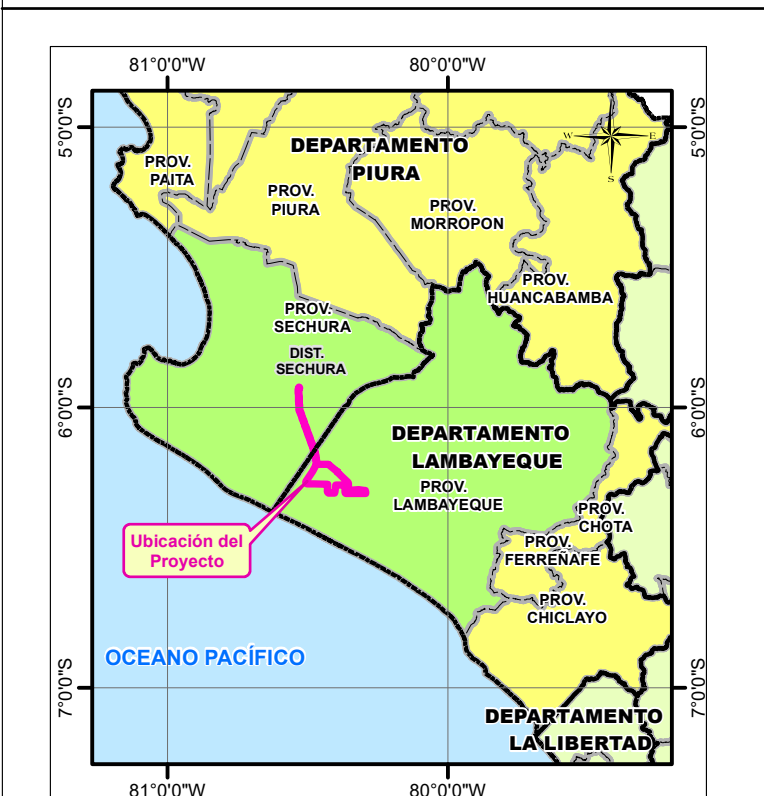 81°0'0"W
80°0'0"W
5°0'0"S
5°0'0"S
W
E
S
DEPARTAMENTO
PIURA
PROV.
PAITA
PROV.
PIURA
PROV.
MORROPON
PROV.
HUANCABAMBA
PROV.
SECHURA
DIST.
SECHURA
6°0'0"S
6°0'0"S
DEPARTAMENTO
LAMBAYEQUE
PROV.
LAMBAYEQUE
PROV.
CHOTA
PROV.
FERREÑAFE
PROV.
CHICLAYO
Ubicación del
Proyecto
OCEANO PACÍFICO
7°0'0"S
7°0'0"S
DEPARTAMENTO
LA LIBERTAD
81°0'0"W
80°0'0"W